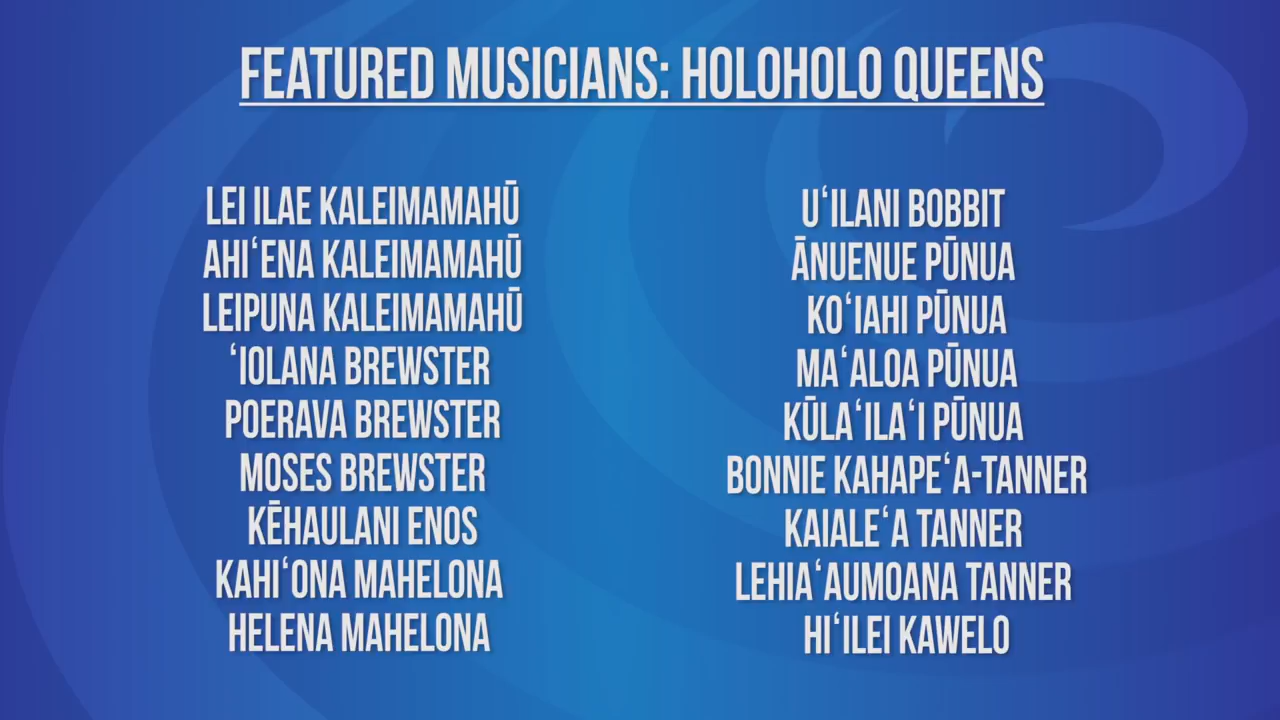 FEATURED MUSICIANS: HOLOHOLO QUEENS
LEI ILAE KALEIMAMAHŪ
AHIʻENA KALEIMAMAHŪ
LEIPUNA KALEIMAMAHŪ
ʻIOLANA BREWSTER
POERAVA BREWSTER
MOSES BREWSTER
KĒHAULANI ENOS
KAHIʻONA MAHELONA
HELENA MAHELONA
UʻILANI BOBBIT
ĀNUENUE PŪNUA
KOʻIAHI PŪNUA
MAʻALOA PŪNUA
KŪLAʻILAʻI PŪNUA
BONNIE KAHAPEʻA-TANNER
KAIALEʻA TANNER
LEHIAʻAUMOANA TANNER
HIʻILEI KAWELO